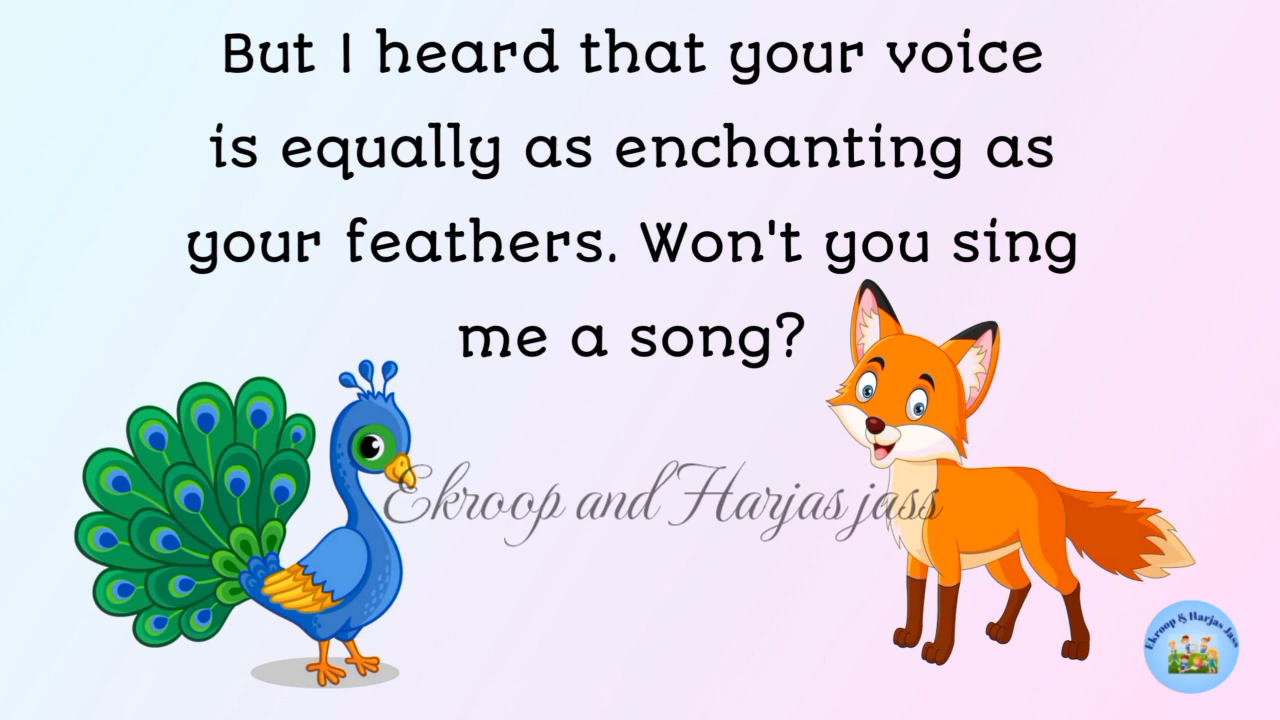 But I heard that your voice
is equally as enchanting as
your feathers. Won't you sing
me a song?
Ekroop and Harjas jass
Ekroop & Harjas Jass